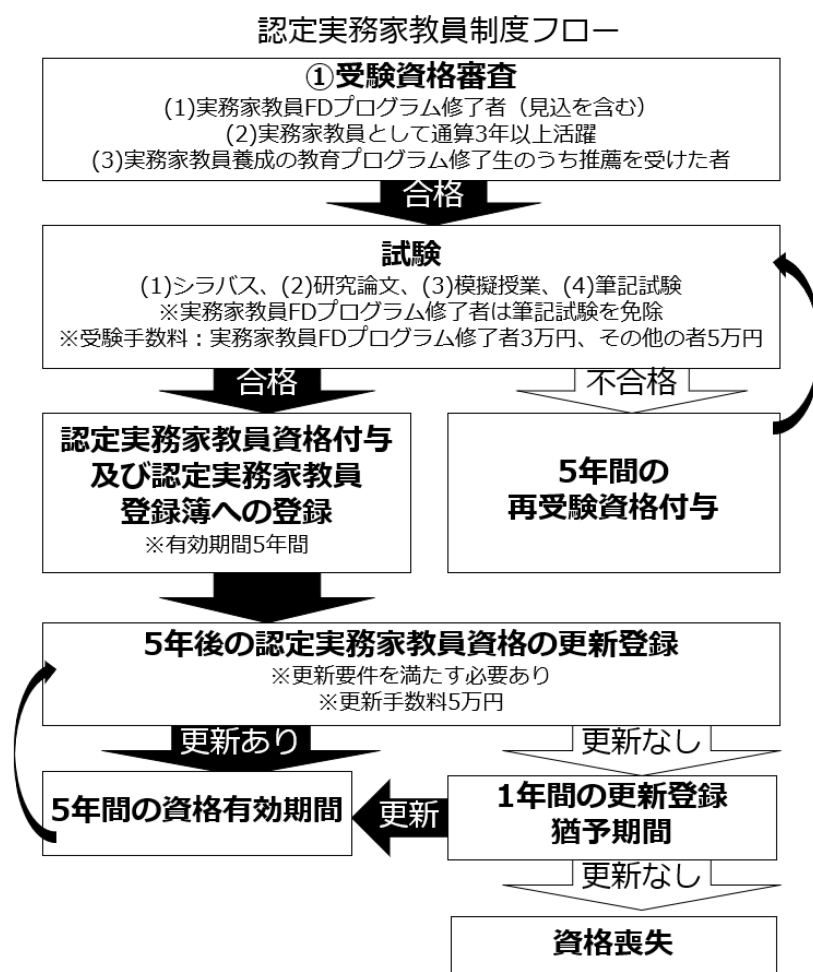 認定実務家教員制度フロー
①受験資格審査
(1)実務家教員FDプログラム修了者（見込を含む）
(2)実務家教員として通算3年以上活躍
(3)実務家教員養成の教育プログラム修了生のうち推薦を受けた者
合格
試験
(1)シラバス、(2)研究論文、(3)模擬授業、(4)筆記試験
※実務家教員FDプログラム修了者は筆記試験を免除
※受験手数料：実務家教員FDプログラム修了者3万円、その他の者5万円
合格
不合格
認定実務家教員資格付与
及び認定実務家教員
登録簿への登録
※有効期間5年間
5年間の
再受験資格付与
5年後の認定実務家教員資格の更新登録
※更新要件を満たす必要あり
※更新手数料5万円
更新あり
更新なし
5年間の資格有効期間
更新
1年間の更新登録
猶予期間
更新なし
資格喪失